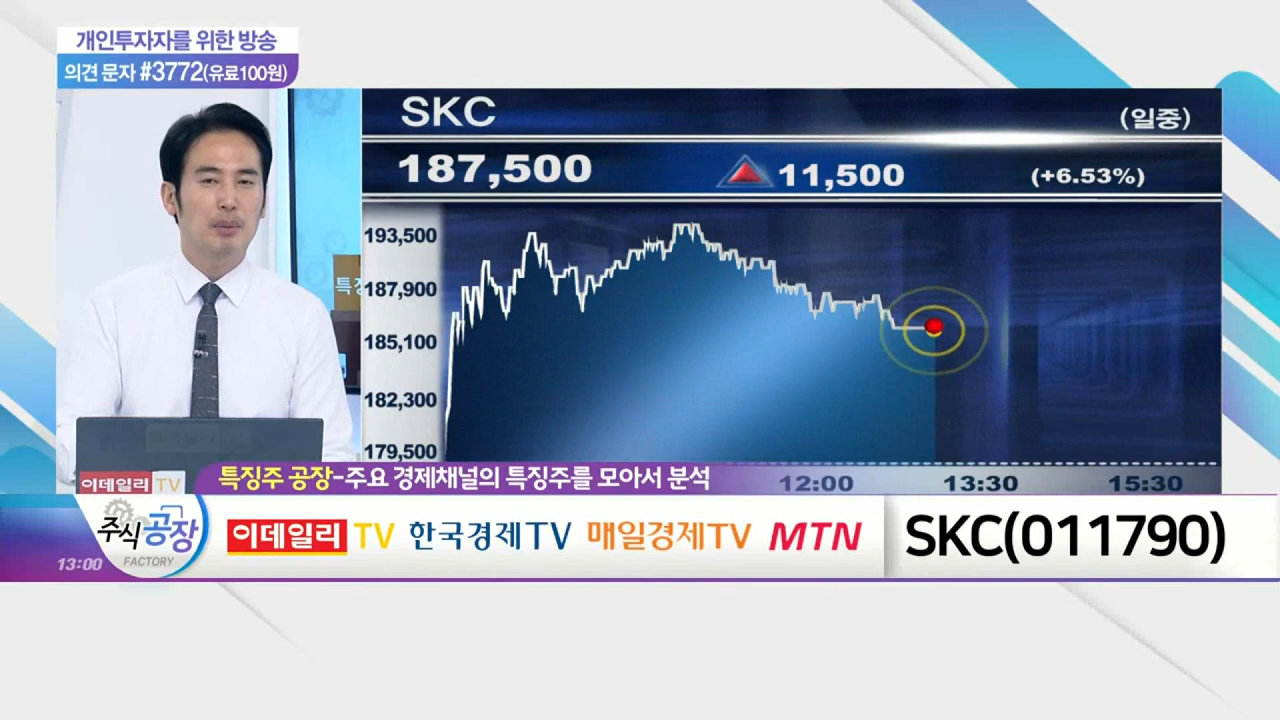 개인투자자를 위한 방송
의견 문자 #3772(유료100원)
SKC
(일중)
187,500
11,500
(+6.53%)
193,500
187,900
185,100
182,300
179,500
특징
이데일리 TV
특징주 공장-주요 경제채널의 특징주를 모아서 분석
12:00
13:30
15:30
13:00
주식공장
FACTORY
이데일리 TV
한국경제TV
매일경제TV
MTN
SKC(011790)